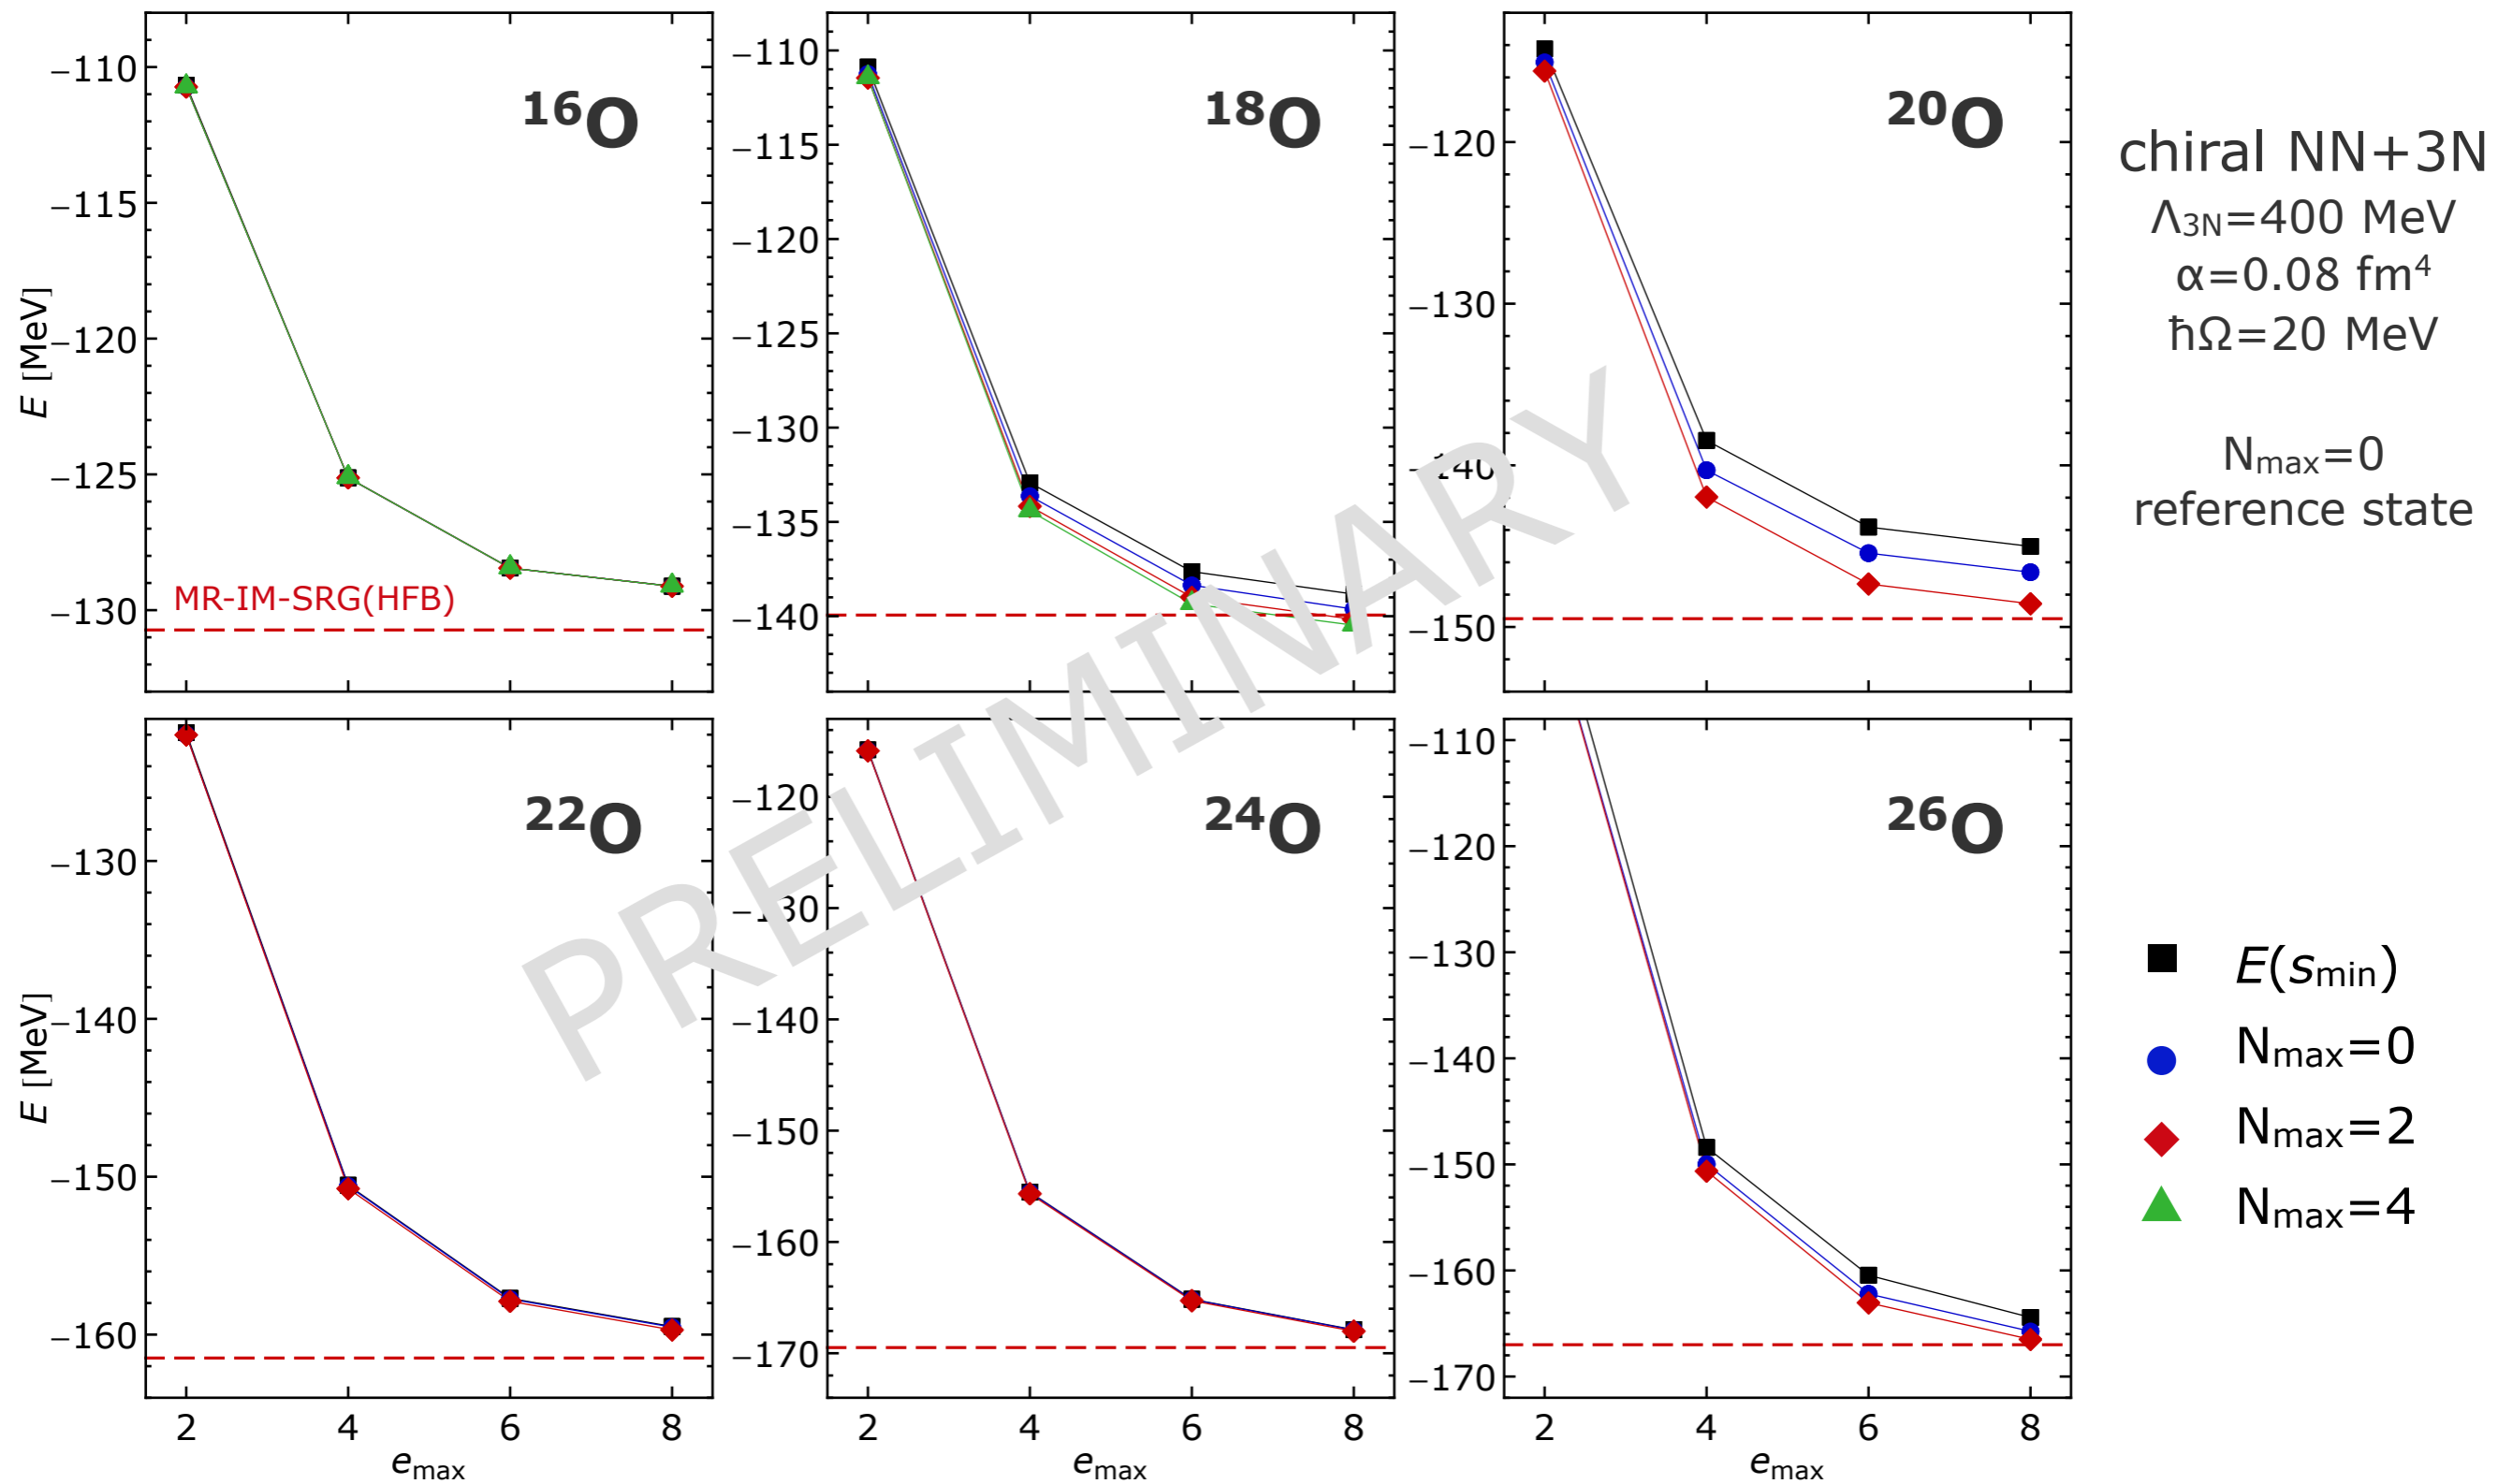 −110
−115
−120
−125
−130
E [MeV]
¹⁶O
MR-IM-SRG(HFB)
−110
−115
−120
−125
−130
−135
−140
¹⁸O
−120
−130
−140
−150
²⁰O
chiral NN+3N
Λ3N=400 MeV
α=0.08 fm⁴
ħΩ=20 MeV
Nmax=0
reference state
PRELIMINARY
−130
−140
−150
−160
E [MeV]
²²O
2 4 6 8
emax
−120
−130
−140
−150
−160
−170
²⁴O
2 4 6 8
emax
−110
−120
−130
−140
−150
−160
−170
²⁶O
2 4 6 8
emax
E(smin)
Nmax=0
Nmax=2
Nmax=4